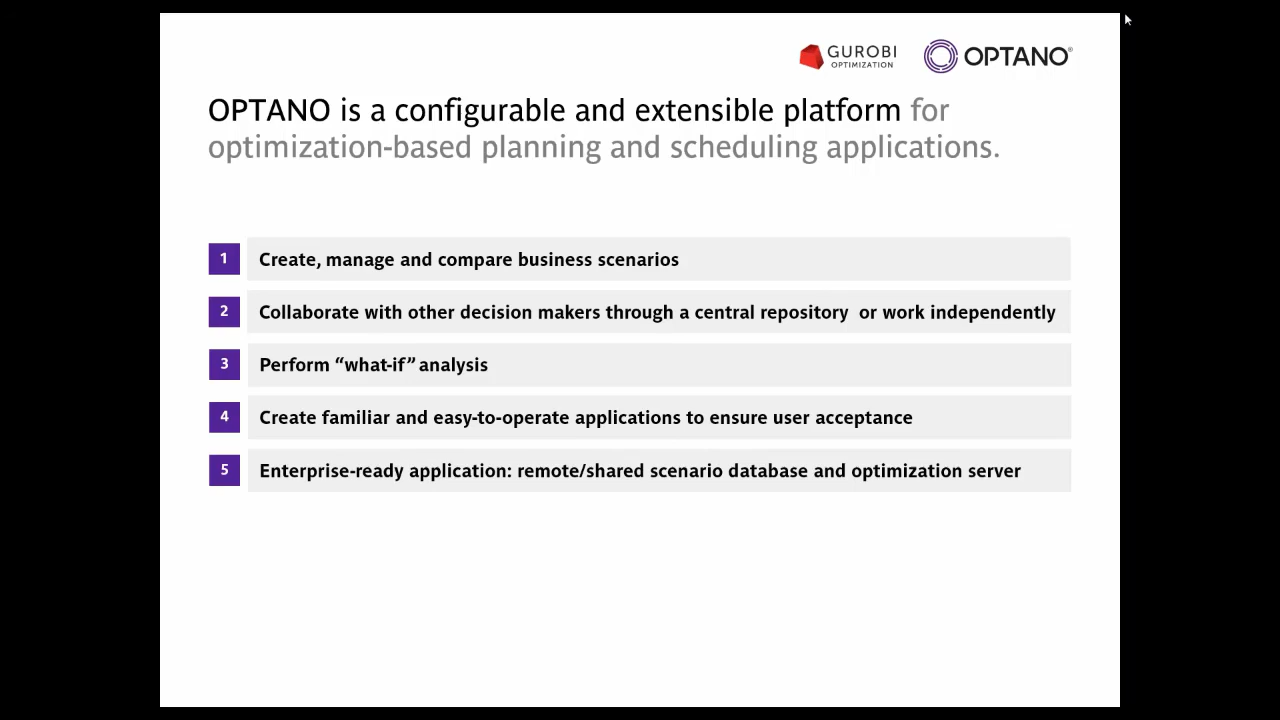 GUROBI
OPTIMIZATION
OPTANO®
OPTANO is a configurable and extensible platform for
optimization-based planning and scheduling applications.
1 Create, manage and compare business scenarios
2 Collaborate with other decision makers through a central repository  or work independently
3 Perform “what-if” analysis
4 Create familiar and easy-to-operate applications to ensure user acceptance
5 Enterprise-ready application: remote/shared scenario database and optimization server